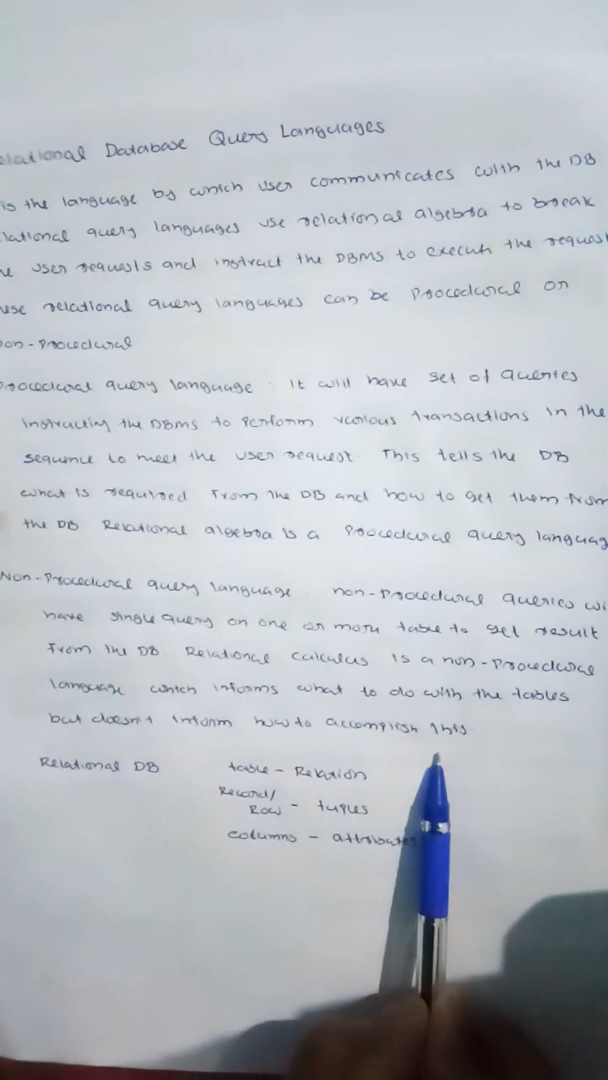 elational Database Query Languages
is the language by which user communicates with the DB
lational query languages use relational algebra to break
e user requests and instruct the DBMS to execute the reques
ese relational query languages can be procedural or
on-procedural
procedural query language : it will have set of queries
instructing the DBMS to perform various transactions in the
sequence to meet the user request. This tells the DB
what is required from the DB and how to get them from
the DB Relational algebra is a procedural query languag
Non-procedural query language non-procedural queries wi
have single query on one or more table to get result
from the DB Relational calculus is a non-procedural
language which informs what to do with the tables
but doesn't inform how to accomplish this
Relational DB table - Relation
Record/
Row - tuples
columns - attributes